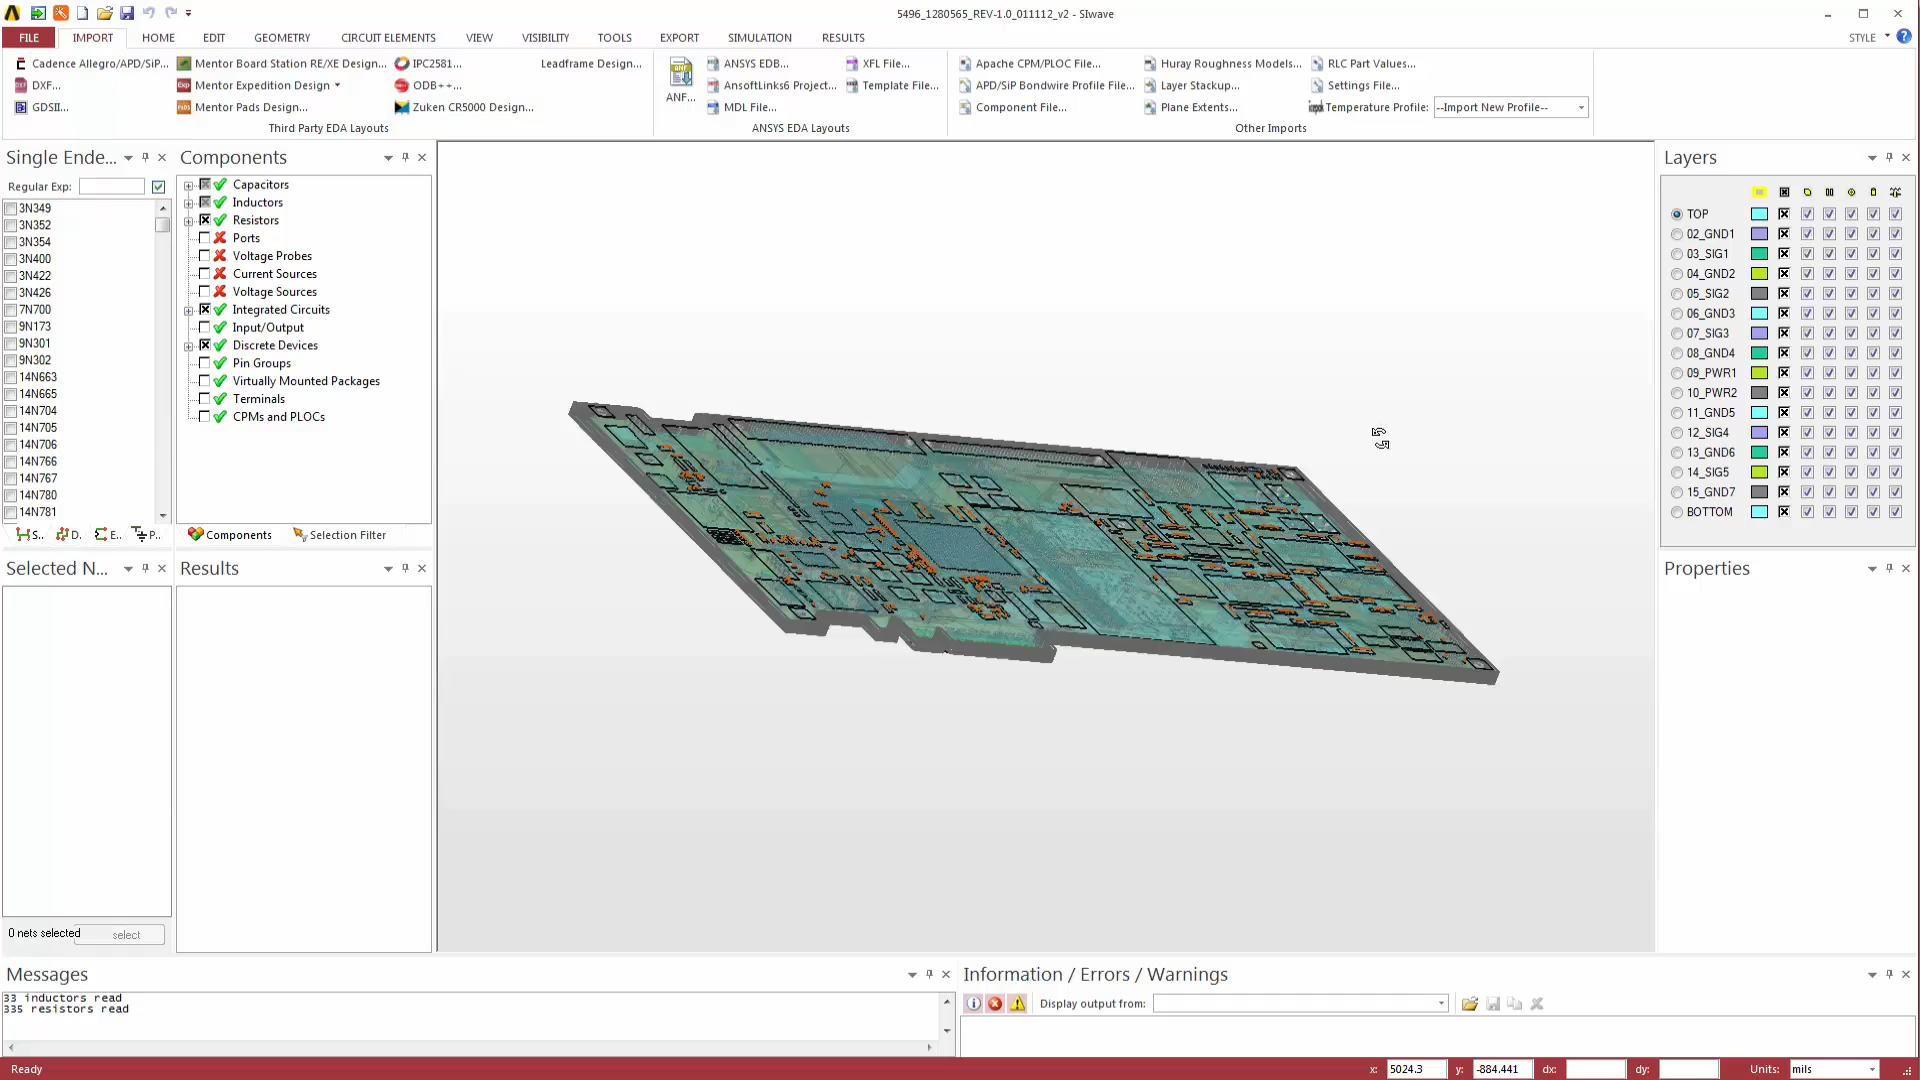 5496_1280565_REV-1.0_011112_v2 - SIwave
FILE IMPORT HOME EDIT GEOMETRY CIRCUIT ELEMENTS VIEW VISIBILITY TOOLS EXPORT SIMULATION RESULTS STYLE
Cadence Allegro/APD/SiP... Mentor Board Station RE/XE Design... IPC2581... Leadframe Design...
DXF... Mentor Expedition Design ODB++...
GDSII... Mentor Pads Design... Zuken CR5000 Design...
Third Party EDA Layouts
ANF...
ANSYS EDB... XFL File...
AnsoftLinks6 Project... Template File...
MDL File...
ANSYS EDA Layouts
Apache CPM/PLOC File... Huray Roughness Models... RLC Part Values...
APD/SiP Bondwire Profile File... Layer Stackup... Settings File...
Component File... Plane Extents... Temperature Profile: --Import New Profile--
Other Imports
Single Ende...
Regular Exp:
3N349
3N352
3N354
3N400
3N422
3N426
7N700
9N173
9N301
9N302
14N663
14N665
14N704
14N705
14N706
14N766
14N767
14N780
14N781
S.. D.. E.. P..
Components
Capacitors
Inductors
Resistors
Ports
Voltage Probes
Current Sources
Voltage Sources
Integrated Circuits
Input/Output
Discrete Devices
Pin Groups
Virtually Mounted Packages
Terminals
CPMs and PLOCs
Components Selection Filter
Selected N...
0 nets selected select
Results
Layers
TOP
02_GND1
03_SIG1
04_GND2
05_SIG2
06_GND3
07_SIG3
08_GND4
09_PWR1
10_PWR2
11_GND5
12_SIG4
13_GND6
14_SIG5
15_GND7
BOTTOM
Properties
Messages
33 inductors read
335 resistors read
Information / Errors / Warnings
Display output from:
Ready x: 5024.3 y: -884.441 dx: dy: Units: mils